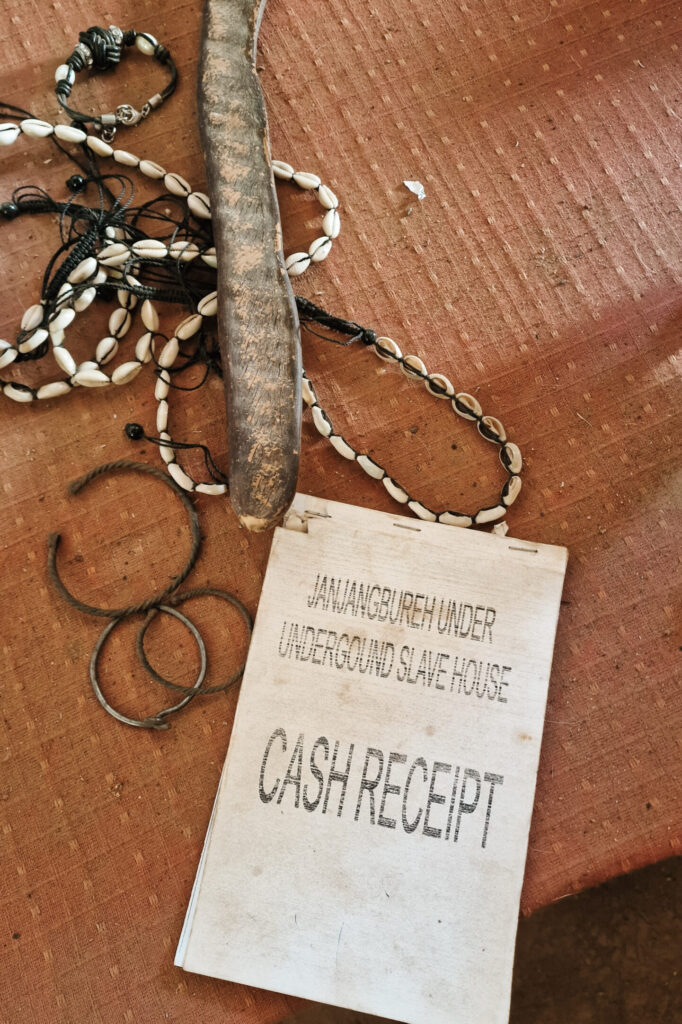 JANJANGBUREH UNDER
UNDERGOUND SLAVE HOUSE
CASH RECEIPT